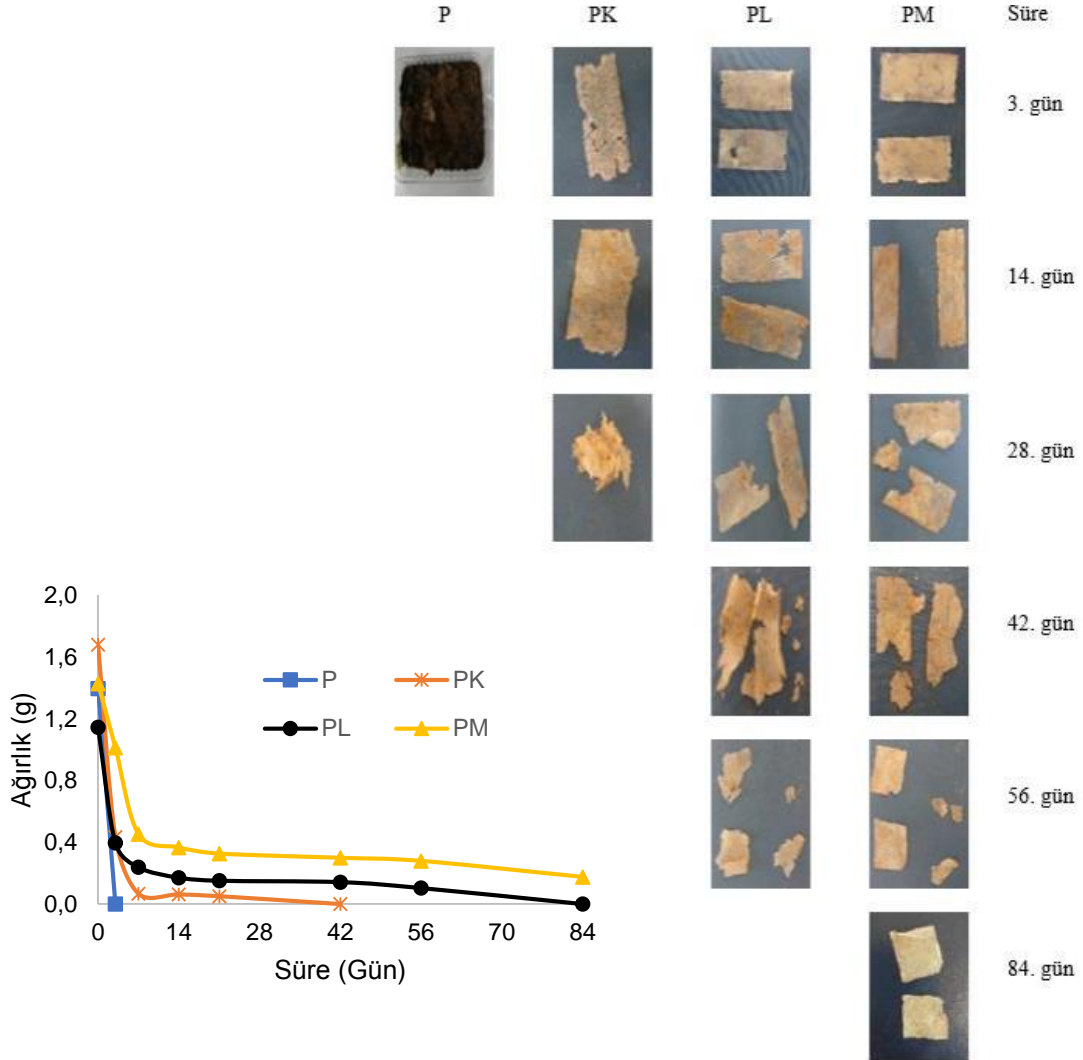 P PK PL PM Süre
3. gün
14. gün
28. gün
42. gün
56. gün
84. gün
2,0
1,6
1,2
0,8
0,4
0,0
Ağırlık (g)
P PK
PL PM
0 14 28 42 56 70 84
Süre (Gün)